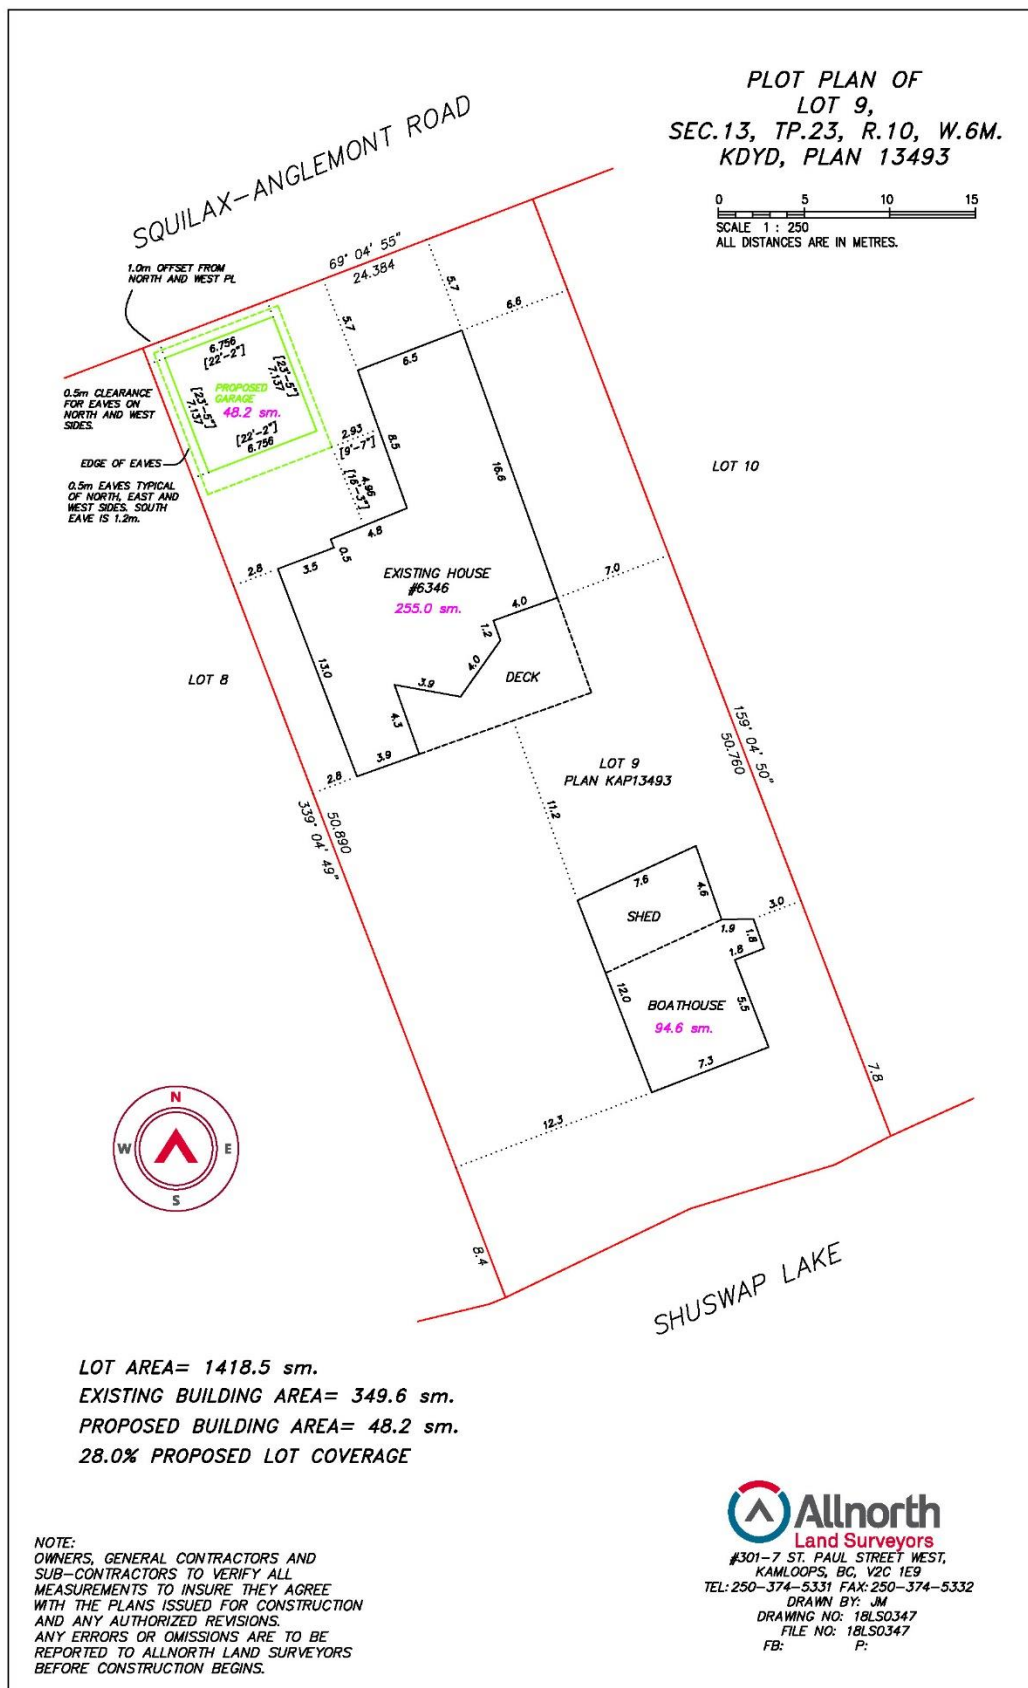 PLOT PLAN OF
LOT 9,
SEC.13, TP.23, R.10, W.6M.
KDYD, PLAN 13493
0 5 10 15
SCALE 1 : 250
ALL DISTANCES ARE IN METRES.
SQUILAX-ANGLEMONT ROAD
69° 04' 55"
24.384
1.0m OFFSET FROM
NORTH AND WEST PL
5.7
5.7
6.6
6.5
6.756
[22'-2"]
[23'-5"]
7.137
[23'-5"]
7.137
PROPOSED
GARAGE
48.2 sm.
[22'-2"]
6.756
0.5m CLEARANCE
FOR EAVES ON
NORTH AND WEST
SIDES.
EDGE OF EAVES
0.5m EAVES TYPICAL
OF NORTH, EAST AND
WEST SIDES. SOUTH
EAVE IS 1.2m.
2.93
[9'-7"]
8.5
4.96
[16'-3"]
16.6
LOT 10
4.8
0.5
3.5
2.8
EXISTING HOUSE
#6346
255.0 sm.
7.0
4.0
1.2
4.0
3.9
DECK
13.0
LOT 8
4.3
3.9
2.8
339° 04' 49"
50.890
159° 04' 50"
50.760
LOT 9
PLAN KAP13493
11.2
7.6
4.6
SHED
1.9
1.8
3.0
1.8
12.0
BOATHOUSE
94.6 sm.
5.5
7.3
7.8
12.3
8.4
N
W
E
S
SHUSWAP LAKE
LOT AREA= 1418.5 sm.
EXISTING BUILDING AREA= 349.6 sm.
PROPOSED BUILDING AREA= 48.2 sm.
28.0% PROPOSED LOT COVERAGE
NOTE:
OWNERS, GENERAL CONTRACTORS AND
SUB-CONTRACTORS TO VERIFY ALL
MEASUREMENTS TO INSURE THEY AGREE
WITH THE PLANS ISSUED FOR CONSTRUCTION
AND ANY AUTHORIZED REVISIONS.
ANY ERRORS OR OMISSIONS ARE TO BE
REPORTED TO ALLNORTH LAND SURVEYORS
BEFORE CONSTRUCTION BEGINS.
Allnorth
Land Surveyors
#301-7 ST. PAUL STREET WEST,
KAMLOOPS, BC, V2C 1E9
TEL:250-374-5331 FAX:250-374-5332
DRAWN BY: JM
DRAWING NO: 18LS0347
FILE NO: 18LS0347
FB: P: